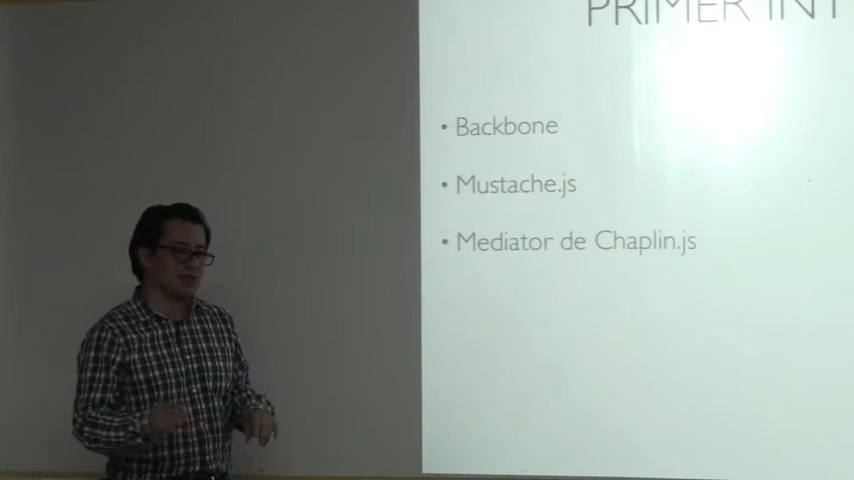 PRIMER INT
• Backbone
• Mustache.js
• Mediator de Chaplin.js